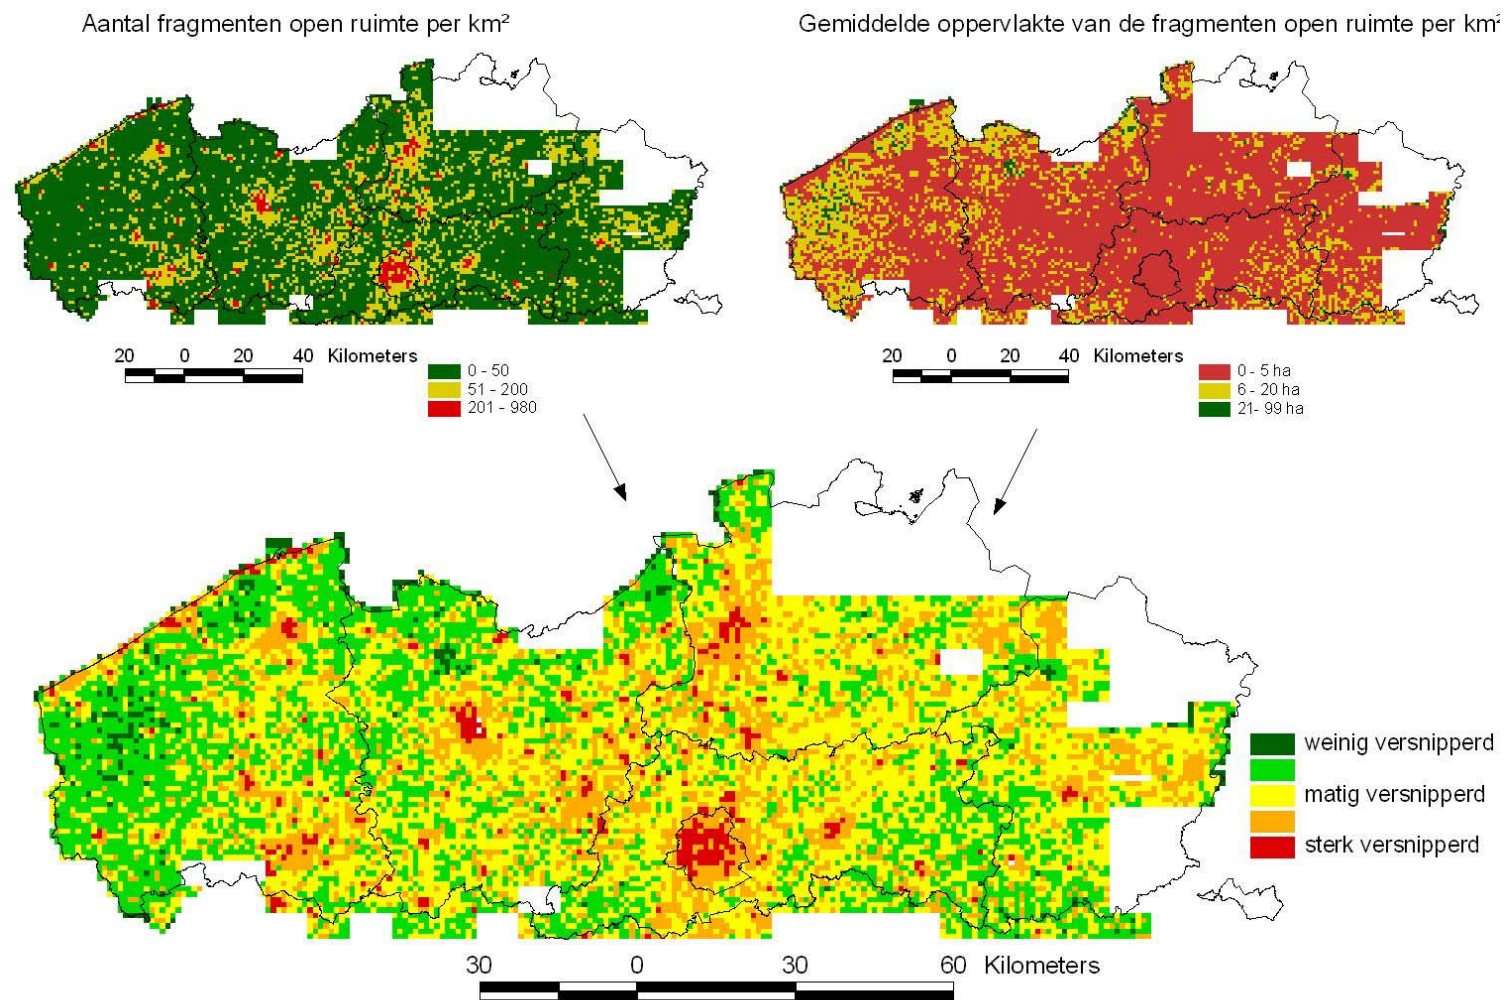 Aantal fragmenten open ruimte per km²
Gemiddelde oppervlakte van de fragmenten open ruimte per km²
20 0 20 40 Kilometers
0 - 50
51 - 200
201 - 980
20 0 20 40 Kilometers
0 - 5 ha
6 - 20 ha
21- 99 ha
weinig versnipperd
matig versnipperd
sterk versnipperd
30 0 30 60 Kilometers